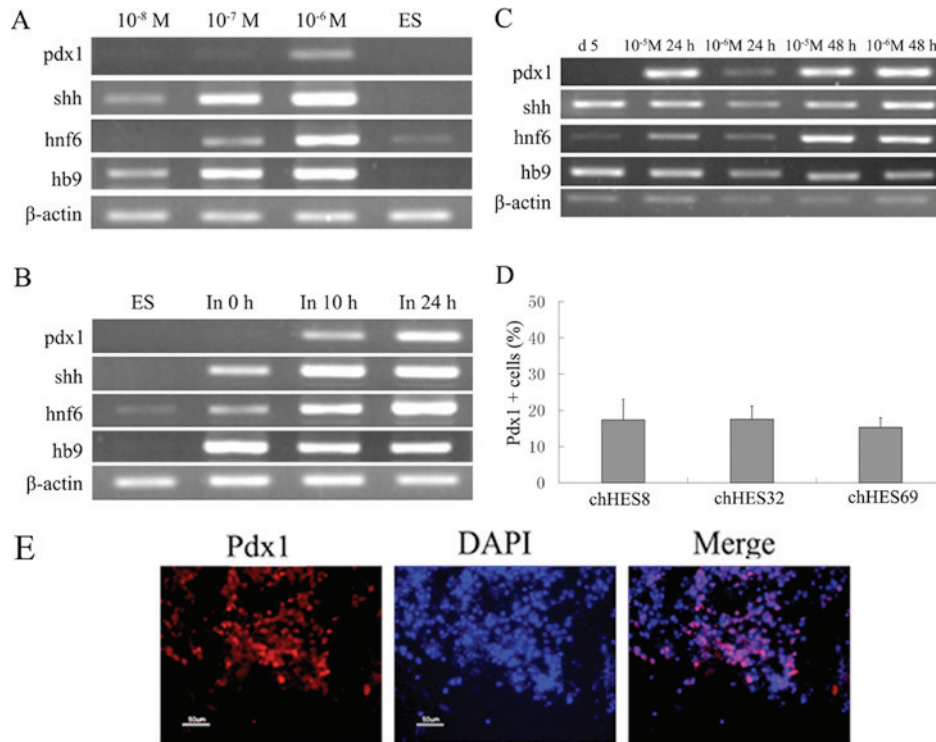 A
10⁻⁸ M 10⁻⁷ M 10⁻⁶ M ES
pdx1
shh
hnf6
hb9
β-actin
B
ES In 0 h In 10 h In 24 h
pdx1
shh
hnf6
hb9
β-actin
C
d 5 10⁻⁵M 24 h 10⁻⁶M 24 h 10⁻⁵M 48 h 10⁻⁶M 48 h
pdx1
shh
hnf6
hb9
β-actin
D
Pdx1 + cells (%)
50
40
30
20
10
0
chHES8 chHES32 chHES69
E
Pdx1 DAPI Merge
50µm 50µm 50µm